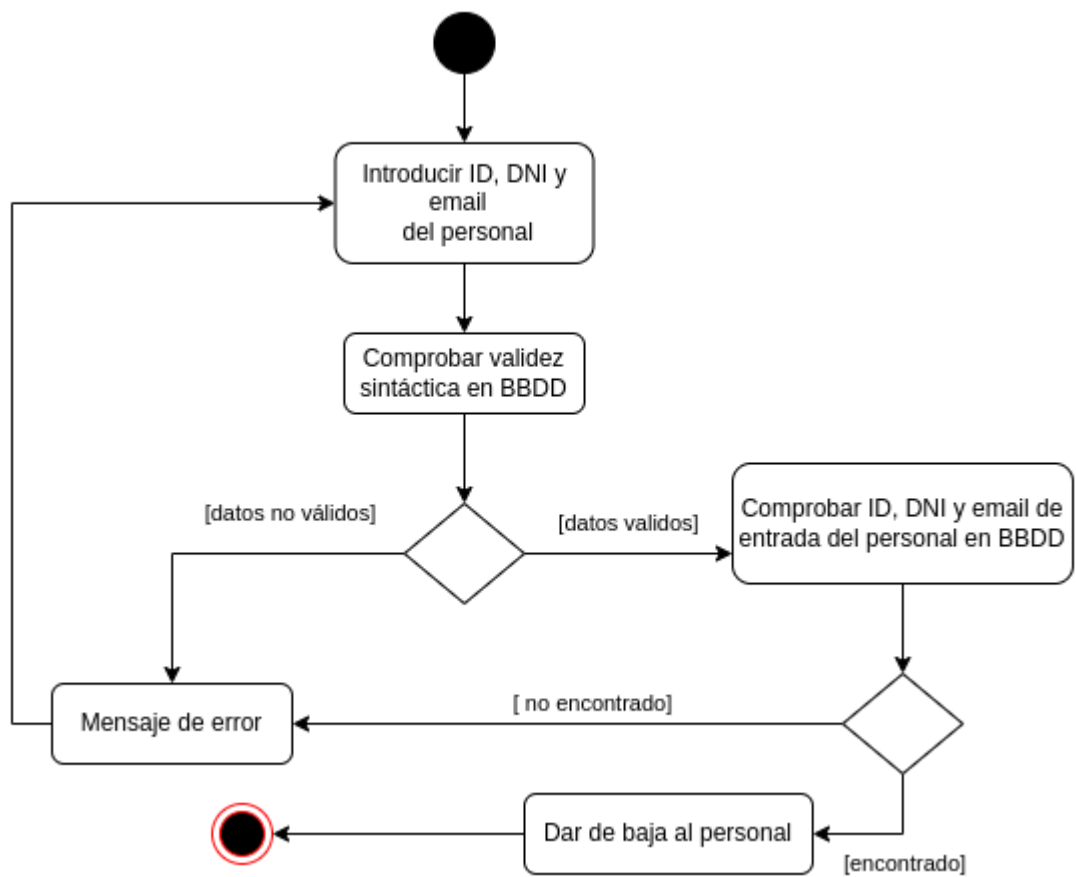 Introducir ID, DNI y
email
del personal
Comprobar validez
sintáctica en BBDD
[datos no válidos]
[datos validos]
Comprobar ID, DNI y email de
entrada del personal en BBDD
[ no encontrado]
Mensaje de error
Dar de baja al personal
[encontrado]